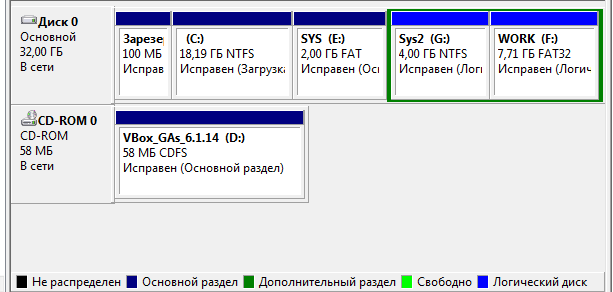 Диск 0
Основной
32,00 ГБ
В сети
Зарезе
100 МБ
Исправ
(C:)
18,19 ГБ NTFS
Исправен (Загрузка
SYS (E:)
2,00 ГБ FAT
Исправен (Ос
Sys2 (G:)
4,00 ГБ NTFS
Исправен (Логи
WORK (F:)
7,71 ГБ FAT32
Исправен (Логич
CD-ROM 0
CD-ROM
58 МБ
В сети
VBox_GAs_6.1.14 (D:)
58 МБ CDFS
Исправен (Основной раздел)
Не распределен Основной раздел Дополнительный раздел Свободно Логический диск